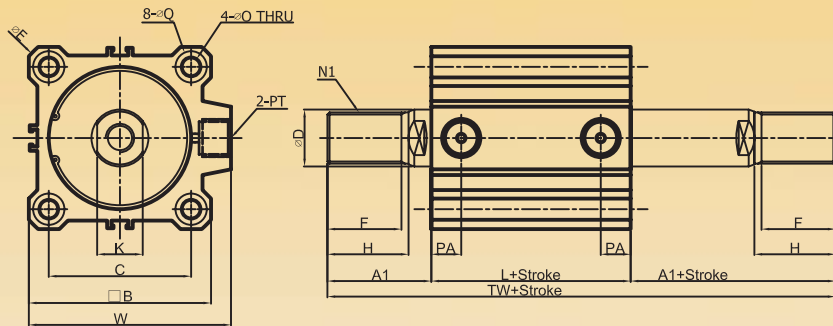 8-⌀Q
4-⌀O THRU
⌀E
N1
2-PT
⌀D
K
F
F
H
PA
PA
H
C
A1
L+Stroke
A1+Stroke
□B
TW+Stroke
W